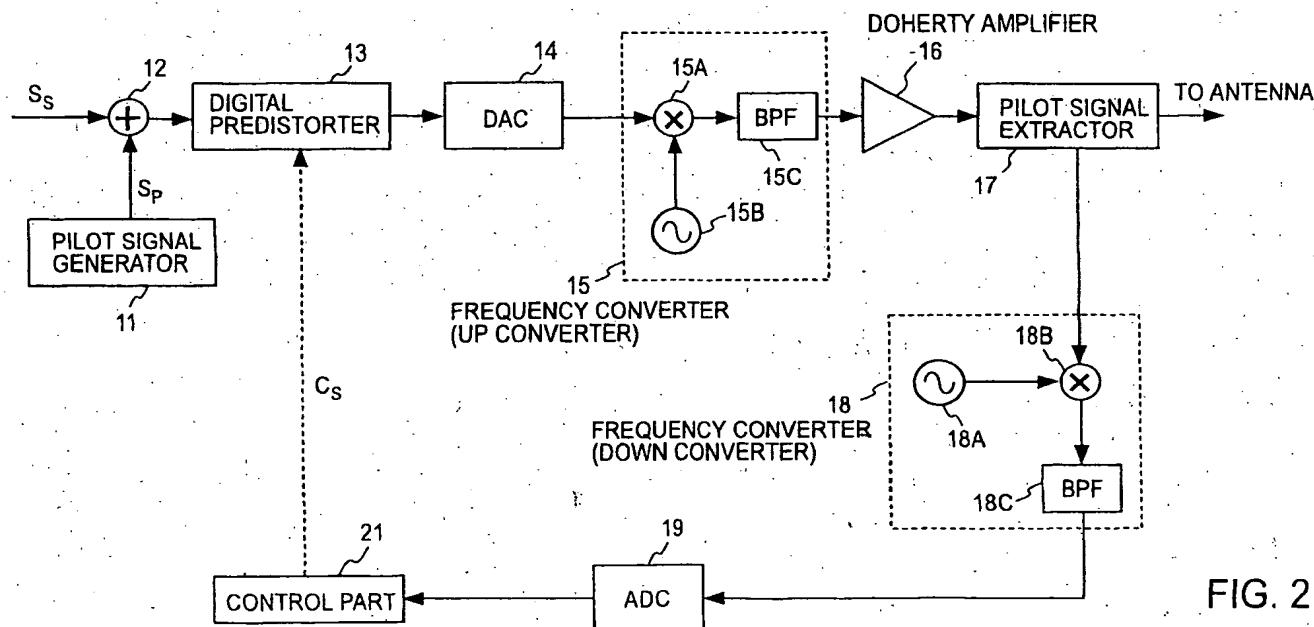 DOHERTY AMPLIFIER
16
12
13
14
15A
S_S
+
DIGITAL
PREDISTORTER
DAC
×
BPF
15C
PILOT SIGNAL
EXTRACTOR
17
TO ANTENNA
S_P
15B
PILOT SIGNAL
GENERATOR
11
15
FREQUENCY CONVERTER
(UP CONVERTER)
C_S
18B
×
18
18A
FREQUENCY CONVERTER
(DOWN CONVERTER)
18C
BPF
21
19
CONTROL PART
ADC
FIG. 2